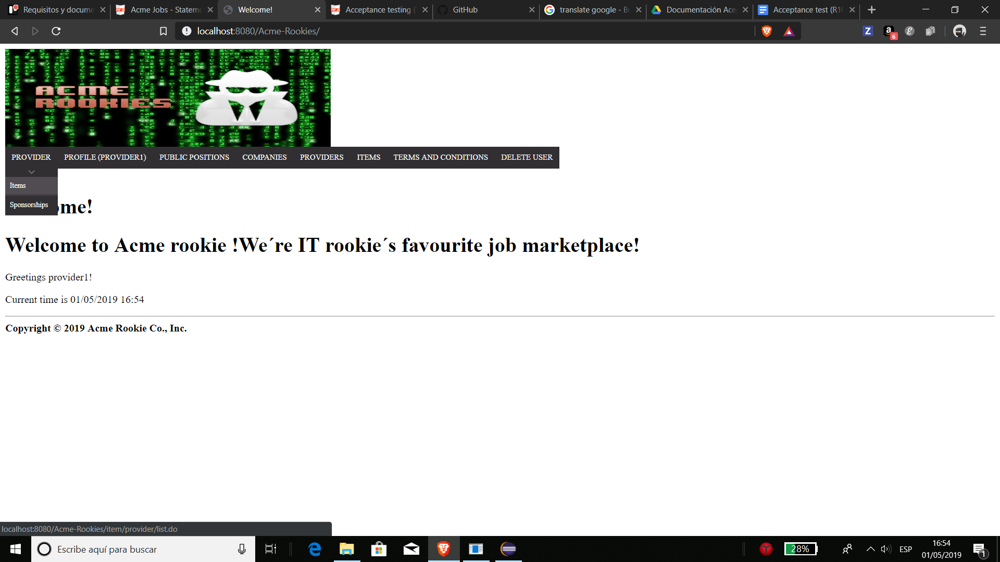 Requisitos y docume
Acme Jobs - Stateme
Welcome!
Acceptance testing (
GitHub
translate google - Bu
Documentación Ace
Acceptance test (R10
localhost:8080/Acme-Rookies/
6
ACME
ROOKIES
PROVIDER PROFILE (PROVIDER1) PUBLIC POSITIONS COMPANIES PROVIDERS ITEMS TERMS AND CONDITIONS DELETE USER
Items
Sponsorships
ome!
Welcome to Acme rookie !We´re IT rookie´s favourite job marketplace!
Greetings provider1!
Current time is 01/05/2019 16:54
Copyright © 2019 Acme Rookie Co., Inc.
localhost:8080/Acme-Rookies/item/provider/list.do
Escribe aquí para buscar
28%
ESP
16:54
01/05/2019
1